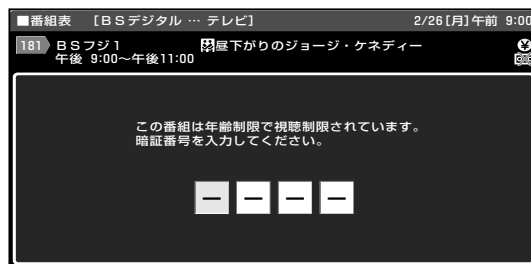 ■番組表 [BSデジタル … テレビ] 2/26[月]午前 9:00
181 BSフジ1 昼下がりのジョージ・ケネディー ¥
午後 9:00~午後11:00
この番組は年齢制限で視聴制限されています。
暗証番号を入力してください。
ー ー ー ー